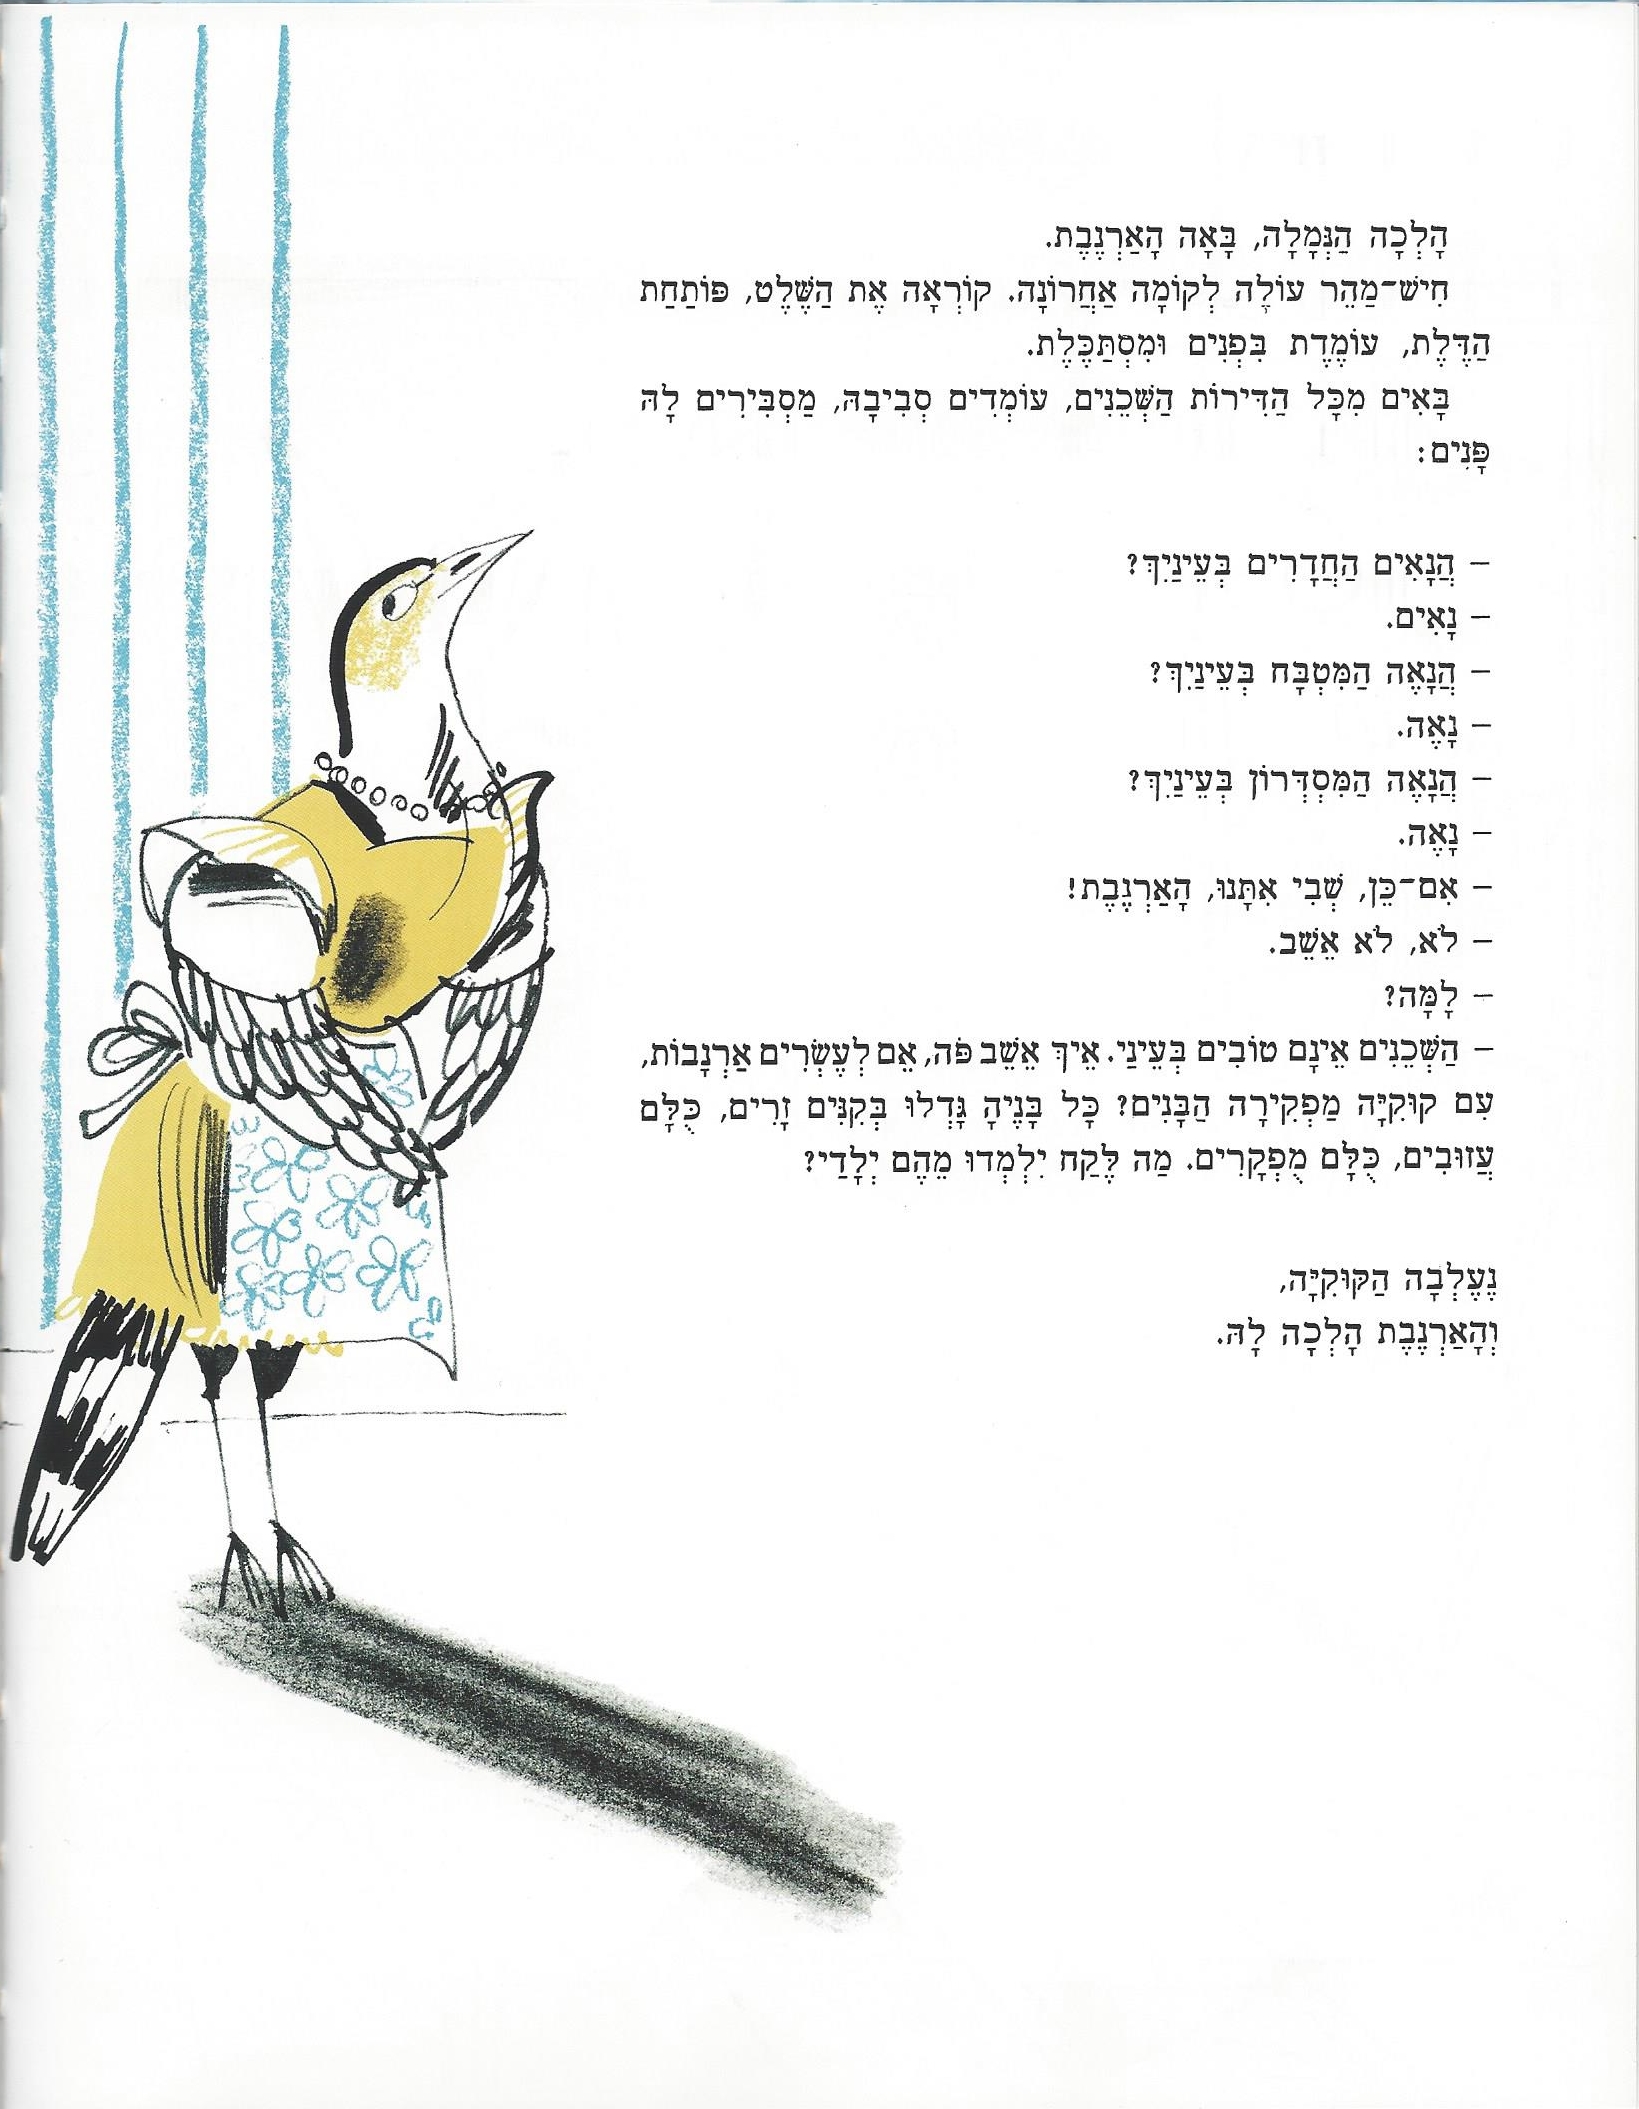 הָלְכָה הַנְּמָלָה, בָּאָה הָאַרְנֶבֶת.
חִישׁ־מַהֵר עוֹלָה לְקוֹמָה אַחֲרוֹנָה. קוֹרְאָה אֶת הַשֶּׁלֶט, פּוֹתַחַת
הַדֶּלֶת, עוֹמֶדֶת בִּפְנִים וּמִסְתַּכֶּלֶת.
בָּאִים מִכָּל הַדִּירוֹת הַשְּׁכֵנִים, עוֹמְדִים סְבִיבָהּ, מַסְבִּירִים לָהּ
פָּנִים:
– הֲנָאִים הַחֲדָרִים בְּעֵינַיִךְ?
– נָאִים.
– הֲנָאֶה הַמִּטְבָּח בְּעֵינַיִךְ?
– נָאֶה.
– הֲנָאֶה הַמִּסְדְּרוֹן בְּעֵינַיִךְ?
– נָאֶה.
– אִם־כֵּן, שְׁבִי אִתָּנוּ, הָאַרְנֶבֶת!
– לֹא, לֹא אֵשֵׁב.
– לָמָּה?
– הַשְּׁכֵנִים אֵינָם טוֹבִים בְּעֵינַי. אֵיךְ אֵשֵׁב פֹּה, אֵם לְעֶשְׂרִים אַרְנָבוֹת,
עִם קוּקִיָּה מַפְקִירָה הַבָּנִים? כָּל בָּנֶיהָ גָּדְלוּ בְּקִנִּים זָרִים, כֻּלָּם
עֲזוּבִים, כֻּלָּם מֻפְקָרִים. מַה לֶּקַח יִלְמְדוּ מֵהֶם יְלָדַי?
נֶעֶלְבָה הַקּוּקִיָּה,
וְהָאַרְנֶבֶת הָלְכָה לָהּ.